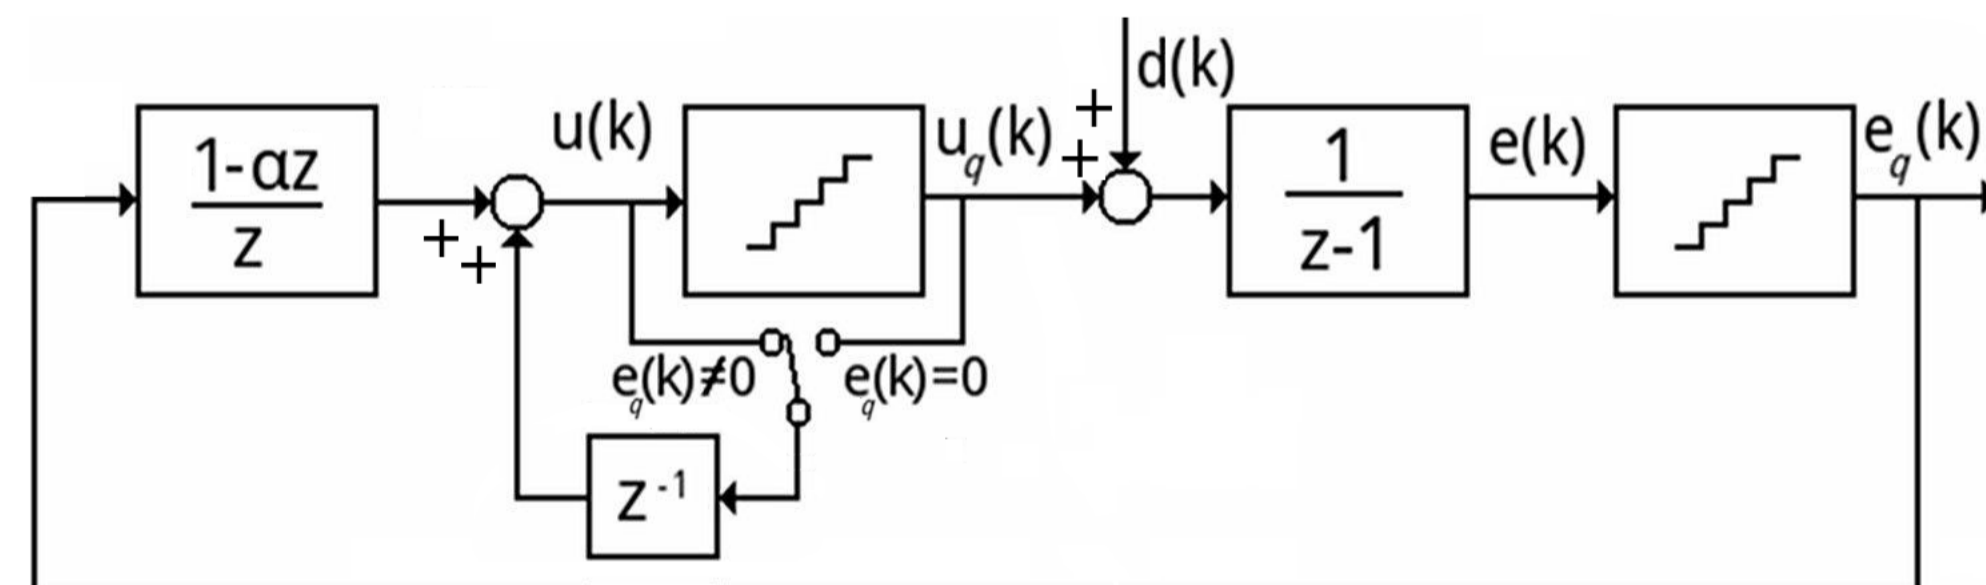 1-αz
z
+
+
u(k)
u_q(k)
+
+
d(k)
1
z-1
e(k)
e_q(k)
e_q(k)≠0
e_q(k)=0
z^-1